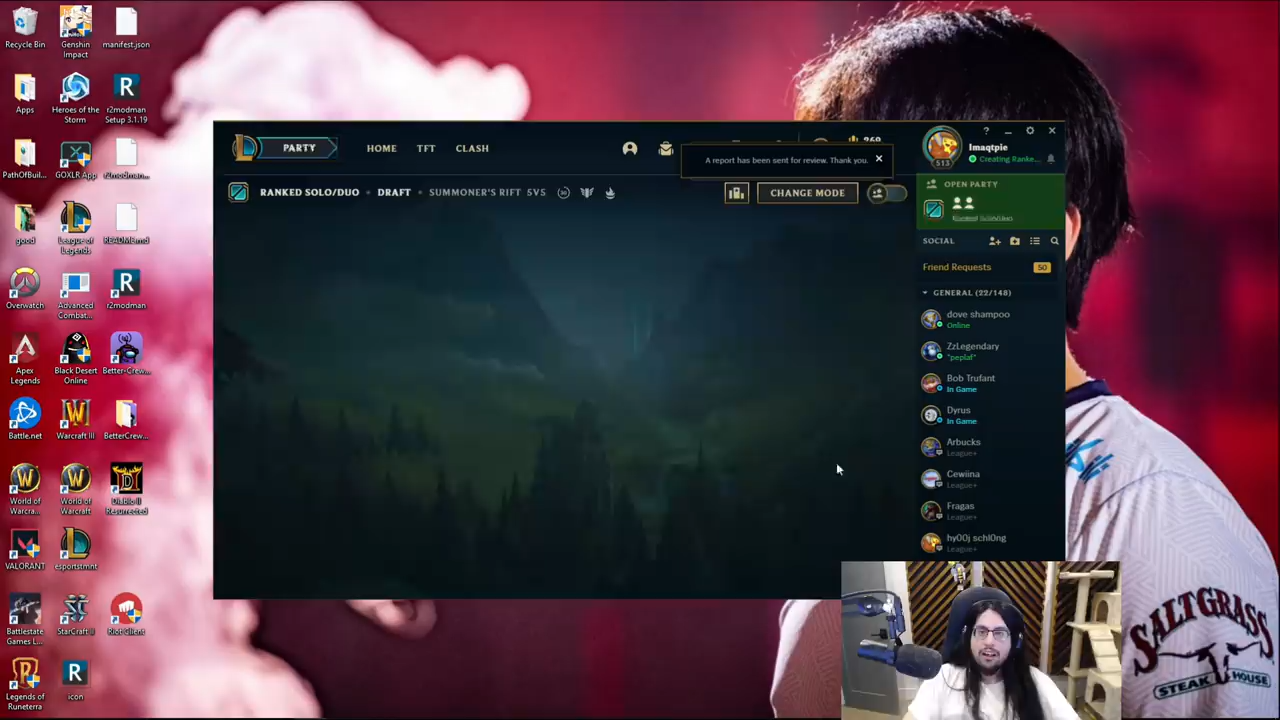 Recycle Bin
Genshin
Impact
manifest.json
Apps
Heroes of the
Storm
r2modman
Setup 3.1.19
PathOfBuil...
GOXLR App
r2modman...
good
League of
Legends
README.md
Overwatch
Advanced
Combat...
r2modman
Apex
Legends
Black Desert
Online
Better-Crew...
Battle.net
Warcraft III
BetterCrew...
World of
Warcra...
World of
Warcraft
Diablo II
Resurrected
VALORANT
esportstmnt
Battlestate
Games L...
StarCraft II
Riot Client
Legends of
Runeterra
icon
PARTY
HOME
TFT
CLASH
269
A report has been sent for review. Thank you.
RANKED SOLO/DUO • DRAFT • SUMMONER'S RIFT 5V5
CHANGE MODE
513
Imaqtpie
Creating Ranke...
OPEN PARTY
SOCIAL
Friend Requests
50
GENERAL (22/148)
dove shampoo
Online
ZzLegendary
"peplaf"
Bob Trufant
In Game
Dyrus
In Game
Arbucks
League+
Cewiina
League+
Fragas
League+
hy00j schl0ng
League+
SALTGRASS
STEAK HOUSE